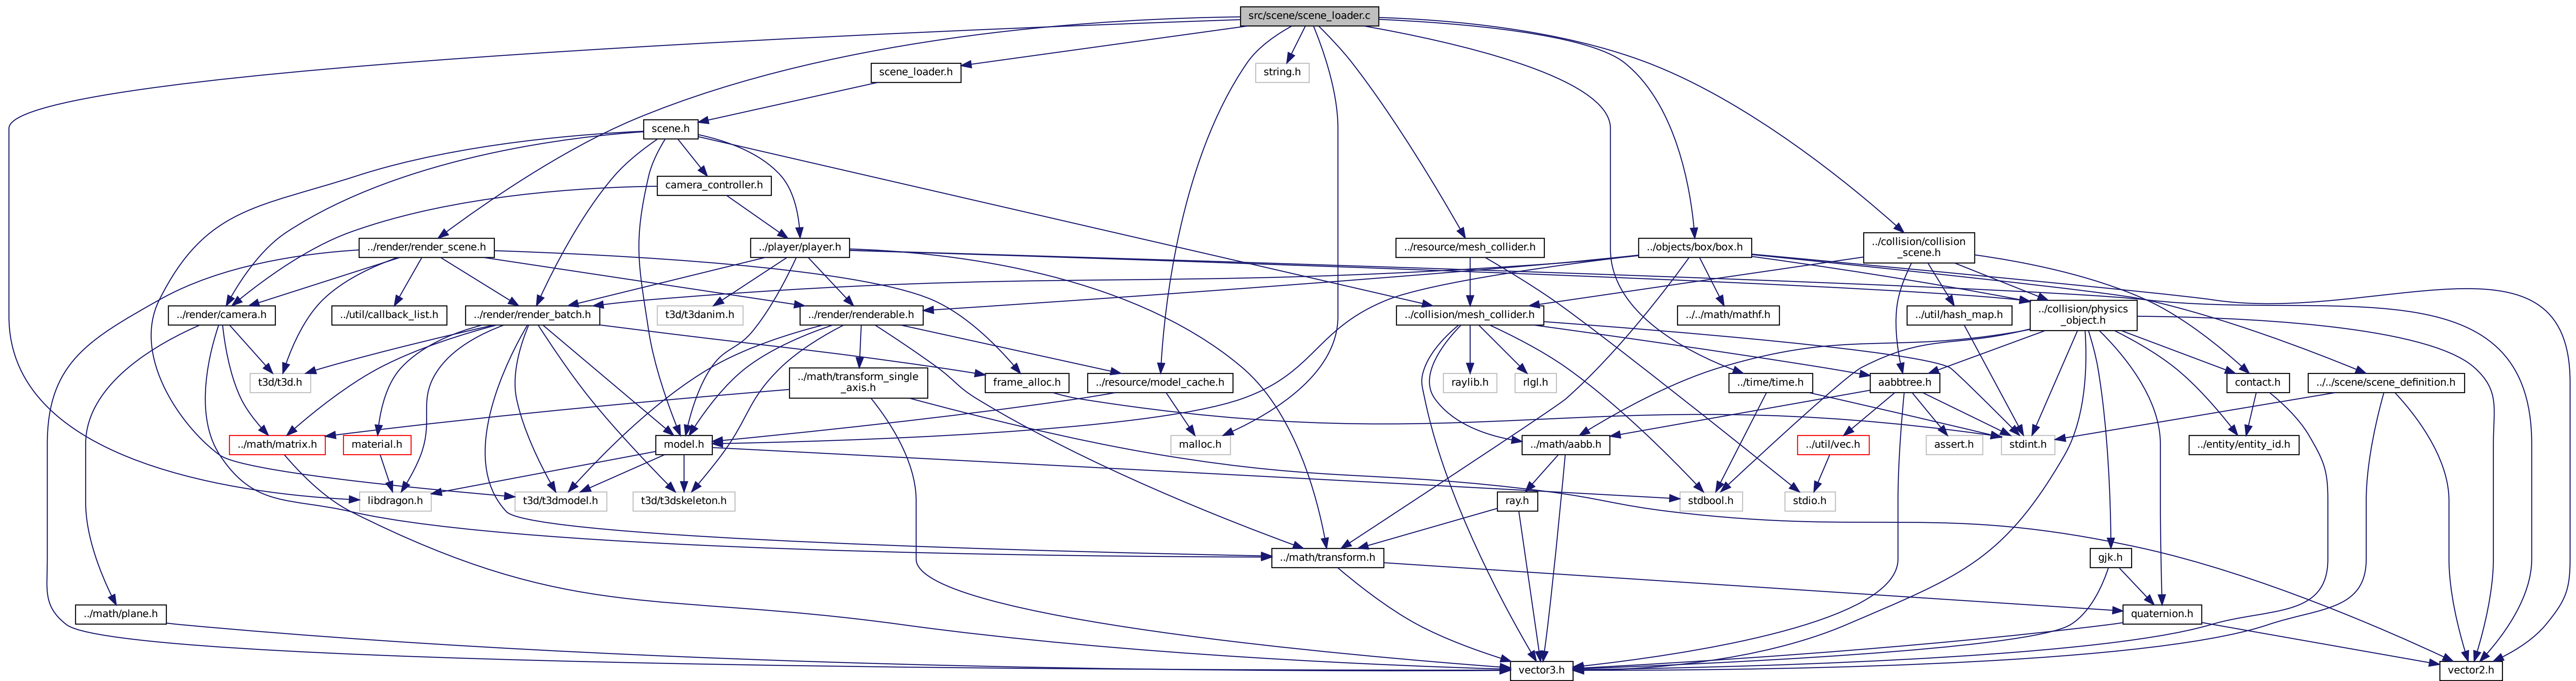 src/scene/scene_loader.c
scene_loader.h
string.h
scene.h
camera_controller.h
../render/render_scene.h
../player/player.h
../resource/mesh_collider.h
../objects/box/box.h
../collision/collision
_scene.h
../render/camera.h
../util/callback_list.h
../render/render_batch.h
t3d/t3danim.h
../render/renderable.h
../collision/mesh_collider.h
../../math/mathf.h
../util/hash_map.h
../collision/physics
_object.h
t3d/t3d.h
../math/transform_single
_axis.h
frame_alloc.h
../resource/model_cache.h
raylib.h
rlgl.h
../time/time.h
aabbtree.h
contact.h
../../scene/scene_definition.h
../math/matrix.h
material.h
model.h
malloc.h
../math/aabb.h
../util/vec.h
assert.h
stdint.h
../entity/entity_id.h
libdragon.h
t3d/t3dmodel.h
t3d/t3dskeleton.h
ray.h
stdbool.h
stdio.h
../math/transform.h
gjk.h
../math/plane.h
quaternion.h
vector3.h
vector2.h